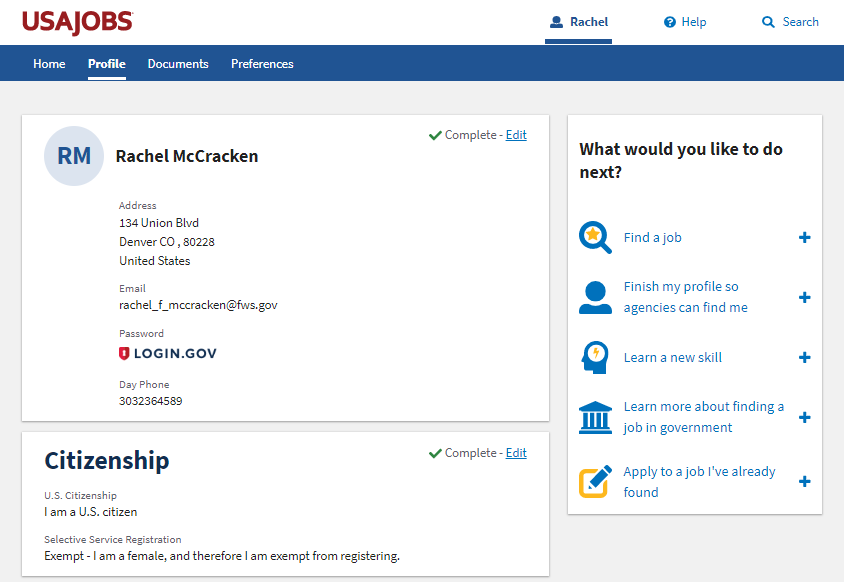 USAJOBS
Rachel
Help
Search
Home
Profile
Documents
Preferences
RM
Rachel McCracken
Complete - Edit
Address
134 Union Blvd
Denver CO , 80228
United States
Email
rachel_f_mccracken@fws.gov
Password
LOGIN.GOV
Day Phone
3032364589
Citizenship
Complete - Edit
U.S. Citizenship
I am a U.S. citizen
Selective Service Registration
Exempt - I am a female, and therefore I am exempt from registering.
What would you like to do
next?
Find a job
Finish my profile so
agencies can find me
Learn a new skill
Learn more about finding a
job in government
Apply to a job I've already
found